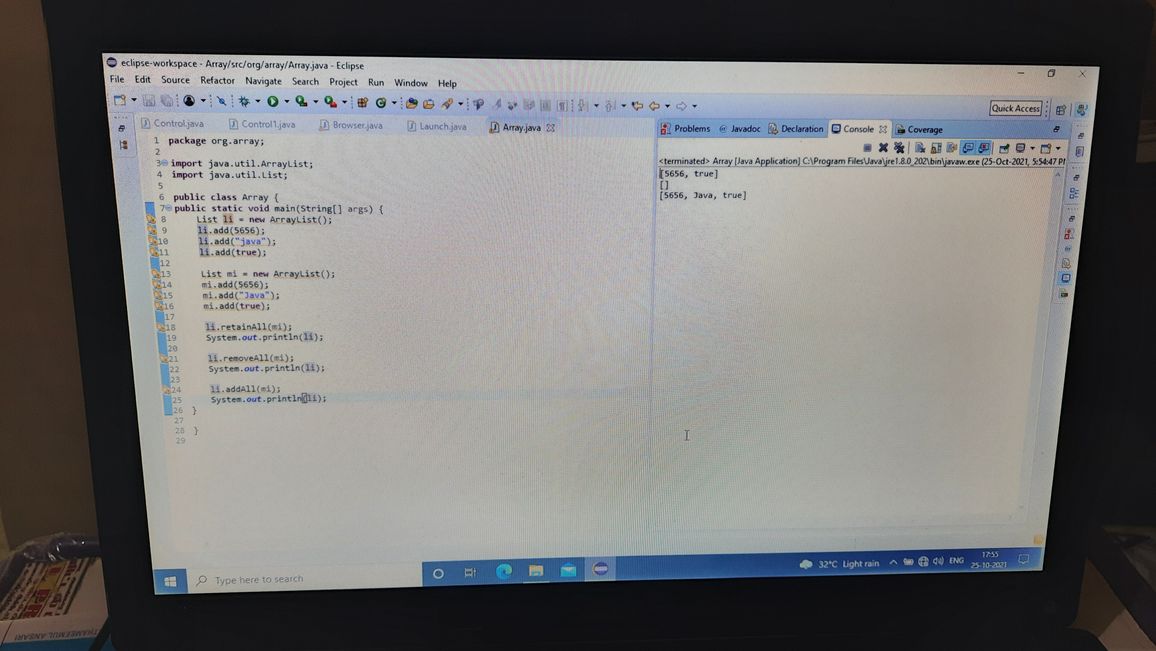 eclipse-workspace - Array/src/org/array/Array.java - Eclipse
File Edit Source Refactor Navigate Search Project Run Window Help
Quick Access
Control.java Control1.java Browser.java Launch.java Array.java
Problems Javadoc Declaration Console Coverage
<terminated> Array [Java Application] C:\Program Files\Java\jre1.8.0_202\bin\javaw.exe (25-Oct-2021, 5:54:47 PM
[5656, true]
[]
[5656, Java, true]
1 package org.array;
2
3 import java.util.ArrayList;
4 import java.util.List;
5
6 public class Array {
7 public static void main(String[] args) {
8 List li = new ArrayList();
9 li.add(5656);
10 li.add("java");
11 li.add(true);
12
13 List mi = new ArrayList();
14 mi.add(5656);
15 mi.add("Java");
16 mi.add(true);
17
18 li.retainAll(mi);
19 System.out.println(li);
20
21 li.removeAll(mi);
22 System.out.println(li);
23
24 li.addAll(mi);
25 System.out.println(li);
26 }
27
28 }
29
Type here to search
32°C Light rain
ENG
17:55
25-10-2021
THAMEEMUL ANSARI